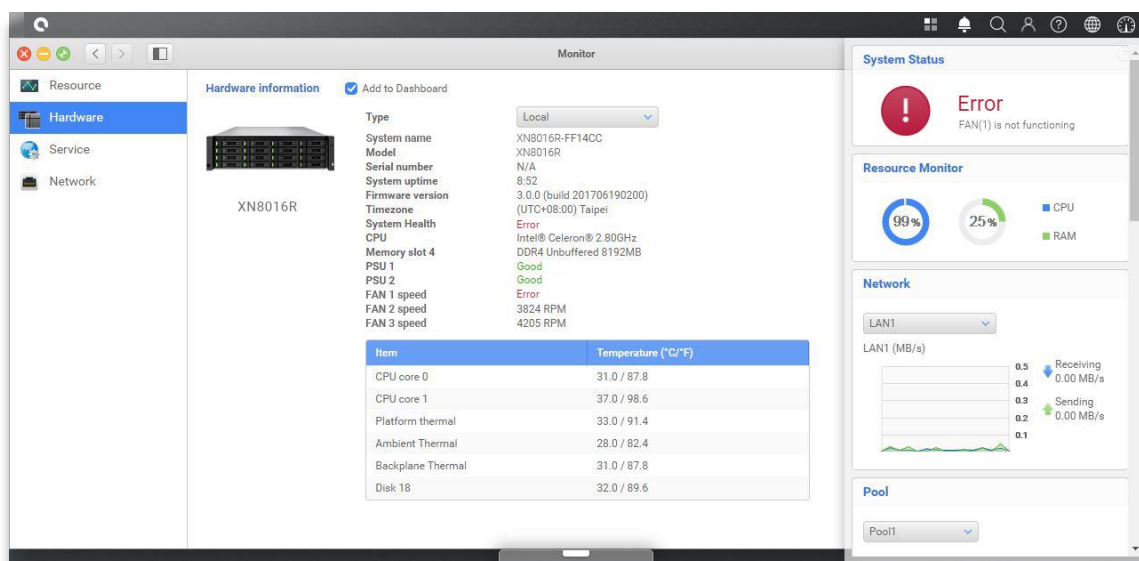 Monitor
Resource
Hardware
Service
Network
Hardware information
Add to Dashboard
XN8016R
Type Local
System name XN8016R-FF14CC
Model XN8016R
Serial number N/A
System uptime 8:52
Firmware version 3.0.0 (build 201706190200)
Timezone (UTC+08:00) Taipei
System Health Error
CPU Intel® Celeron® 2.80GHz
Memory slot 4 DDR4 Unbuffered 8192MB
PSU 1 Good
PSU 2 Good
FAN 1 speed Error
FAN 2 speed 3824 RPM
FAN 3 speed 4205 RPM
Item Temperature (°C/°F)
CPU core 0 31.0 / 87.8
CPU core 1 37.0 / 98.6
Platform thermal 33.0 / 91.4
Ambient Thermal 28.0 / 82.4
Backplane Thermal 31.0 / 87.8
Disk 18 32.0 / 89.6
System Status
Error
FAN(1) is not functioning
Resource Monitor
99%
25%
CPU
RAM
Network
LAN1
LAN1 (MB/s)
0.5
0.4
0.3
0.2
0.1
Receiving
0.00 MB/s
Sending
0.00 MB/s
Pool
Pool1